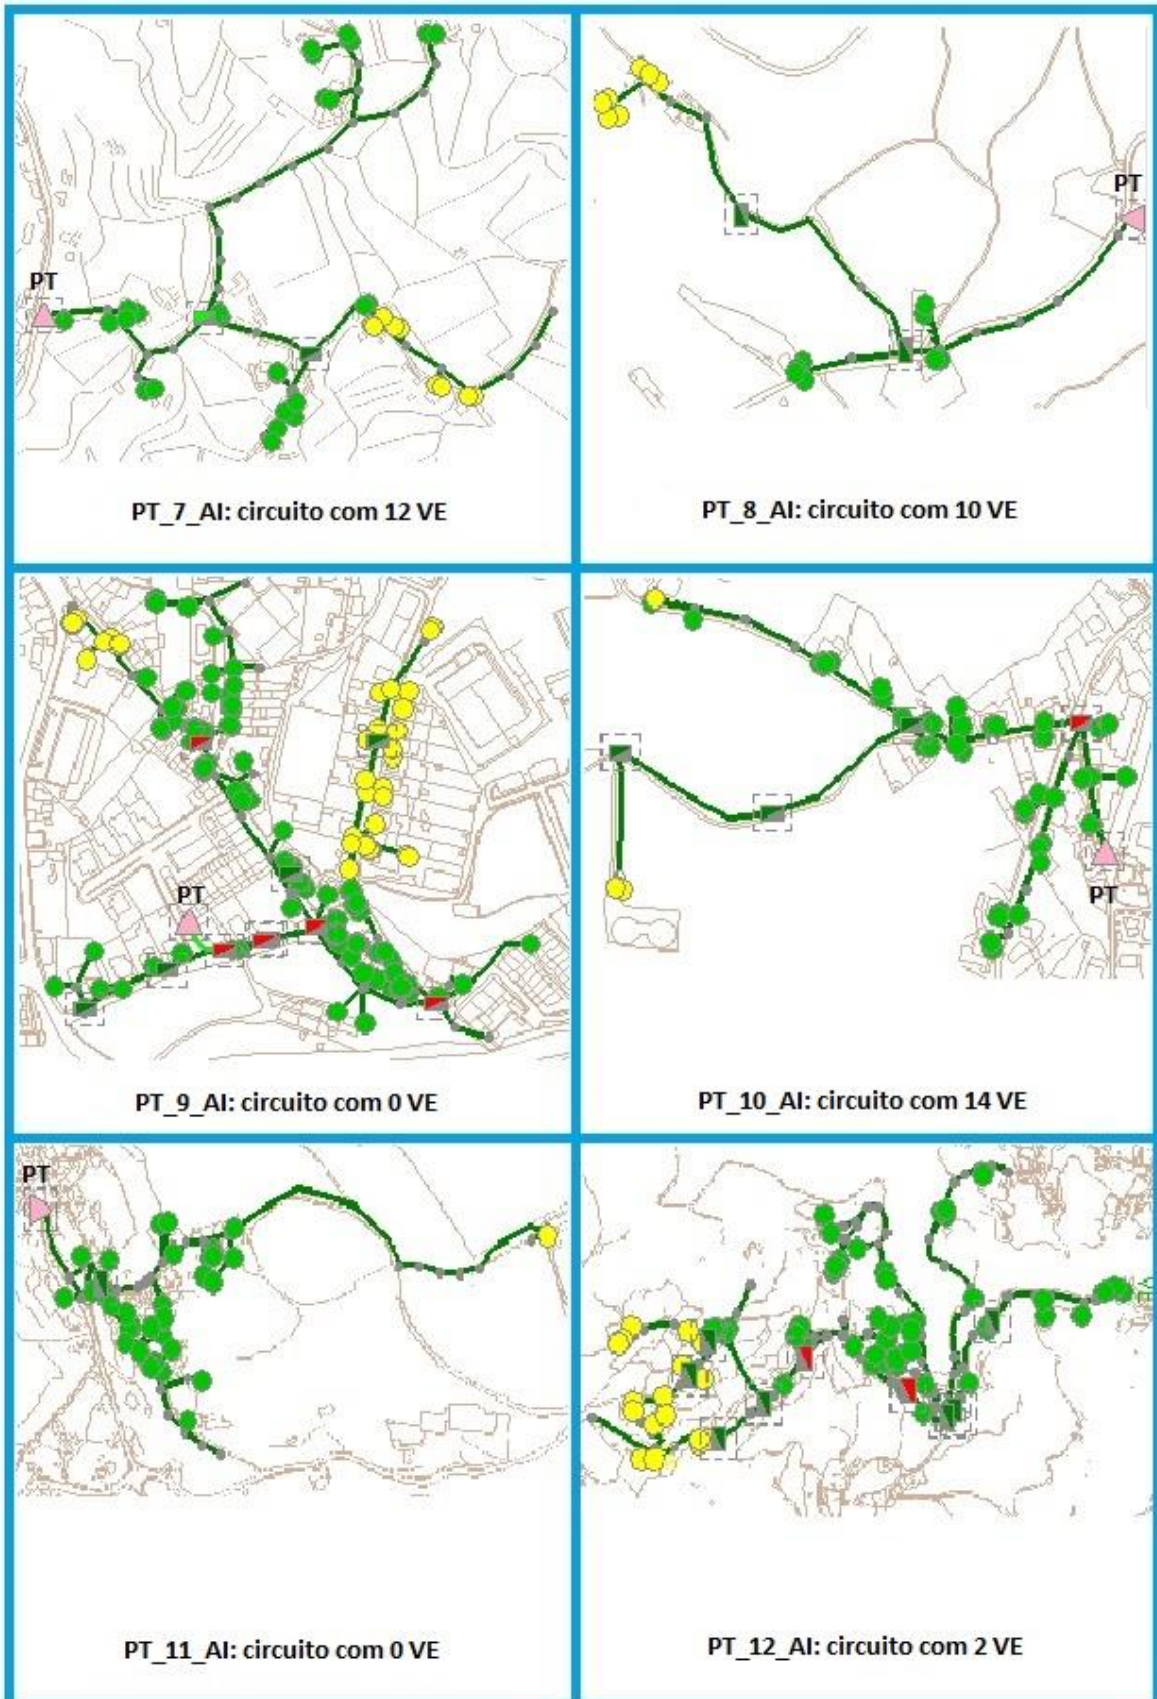 PT
PT
PT_7_AI: circuito com 12 VE
PT_8_AI: circuito com 10 VE
PT
PT
PT_9_AI: circuito com 0 VE
PT_10_AI: circuito com 14 VE
PT
PT_11_AI: circuito com 0 VE
PT_12_AI: circuito com 2 VE